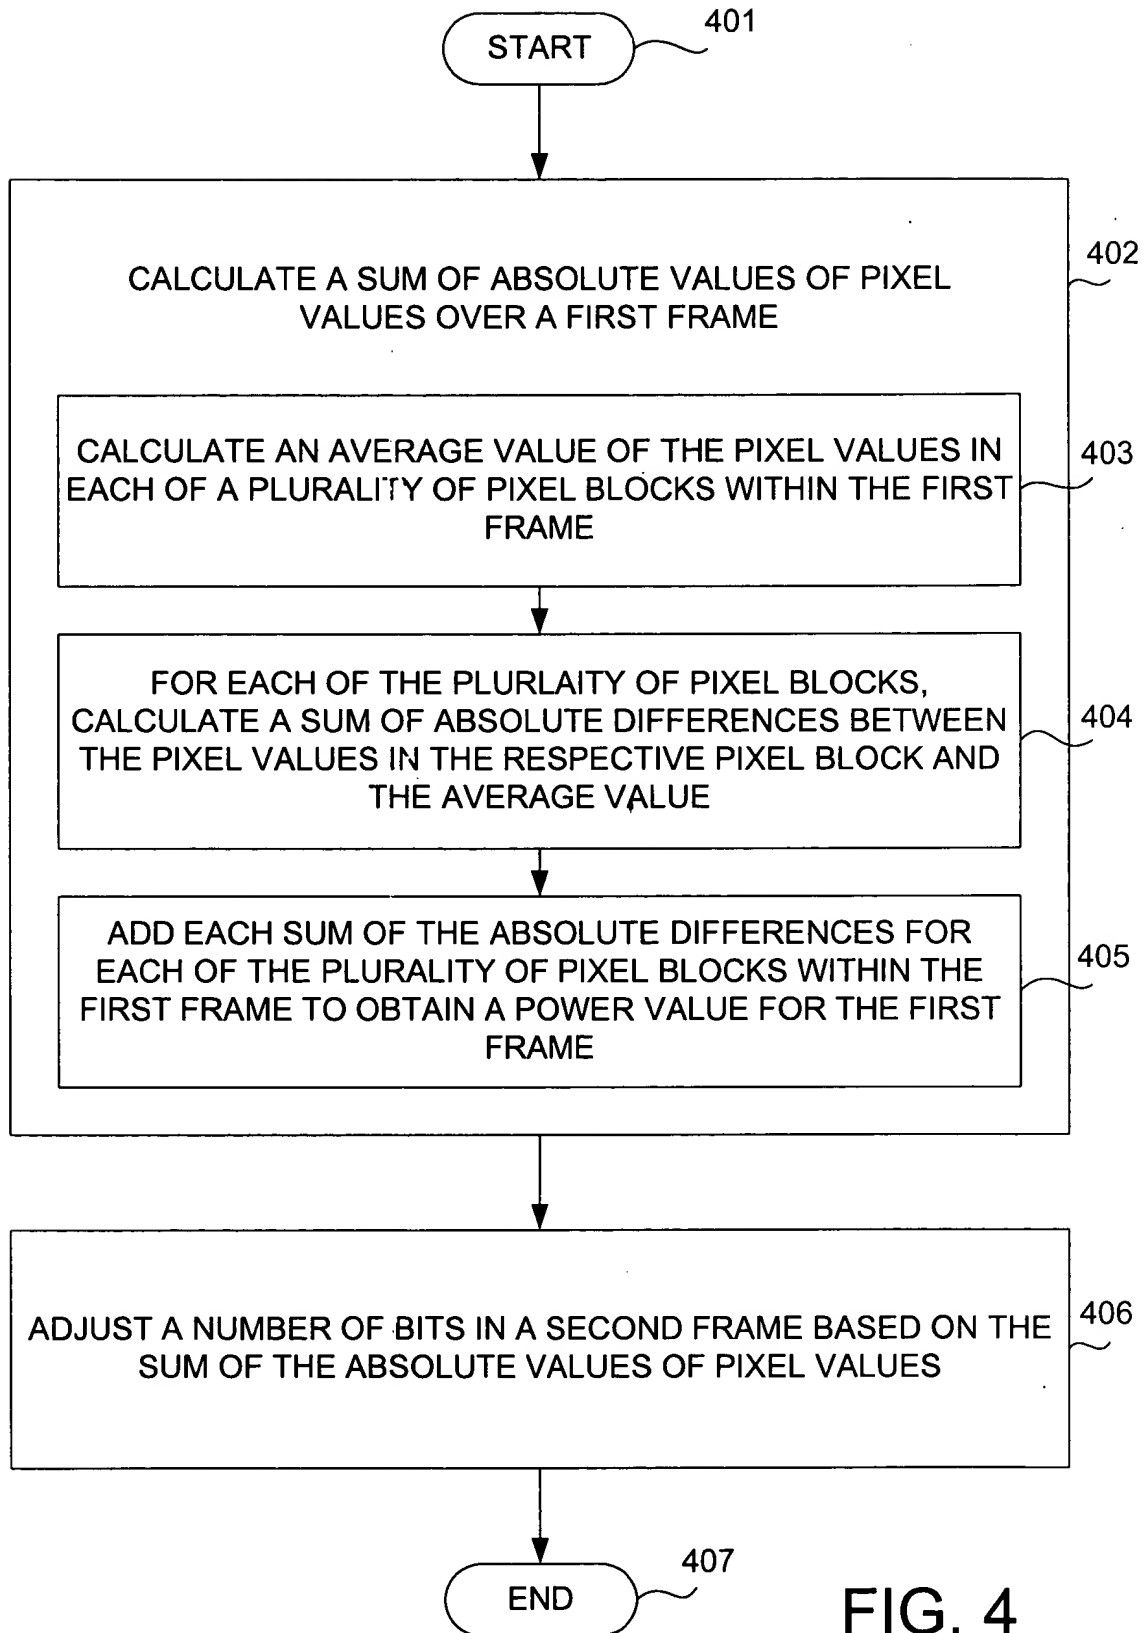 START
401
CALCULATE A SUM OF ABSOLUTE VALUES OF PIXEL
VALUES OVER A FIRST FRAME
402
CALCULATE AN AVERAGE VALUE OF THE PIXEL VALUES IN
EACH OF A PLURALITY OF PIXEL BLOCKS WITHIN THE FIRST
FRAME
403
FOR EACH OF THE PLURLAITY OF PIXEL BLOCKS,
CALCULATE A SUM OF ABSOLUTE DIFFERENCES BETWEEN
THE PIXEL VALUES IN THE RESPECTIVE PIXEL BLOCK AND
THE AVERAGE VALUE
404
ADD EACH SUM OF THE ABSOLUTE DIFFERENCES FOR
EACH OF THE PLURALITY OF PIXEL BLOCKS WITHIN THE
FIRST FRAME TO OBTAIN A POWER VALUE FOR THE FIRST
FRAME
405
ADJUST A NUMBER OF BITS IN A SECOND FRAME BASED ON THE
SUM OF THE ABSOLUTE VALUES OF PIXEL VALUES
406
END
407
FIG. 4